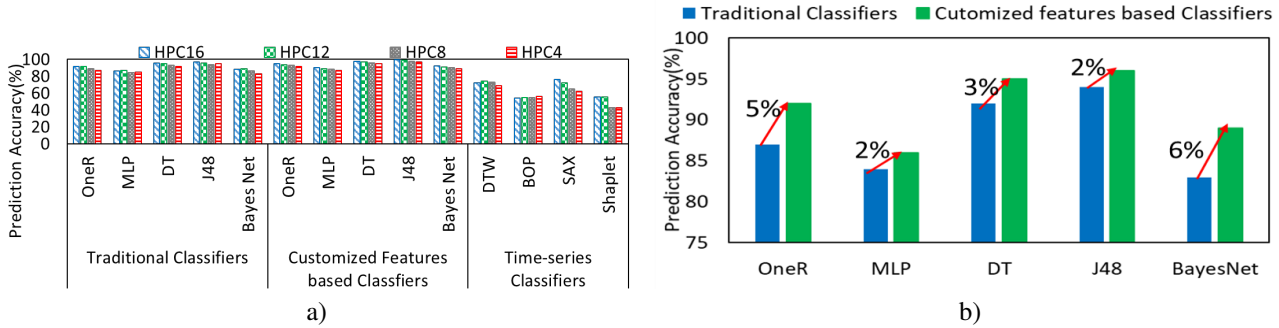 HPC16 HPC12 HPC8 HPC4
Prediction Accuracy(%)
100
80
60
40
20
0
OneR
MLP
DT
J48
Bayes Net
OneR
MLP
DT
J48
Bayes Net
DTW
BOP
SAX
Shaplet
Traditional Classifiers
Customized Features
based Classfiers
Time-series
Classifiers
a)
Traditional Classifiers Cutomized features based Classifiers
Prediction Accuracy(%)
100
95
90
85
80
75
5%
2%
3%
2%
6%
OneR MLP DT J48 BayesNet
b)